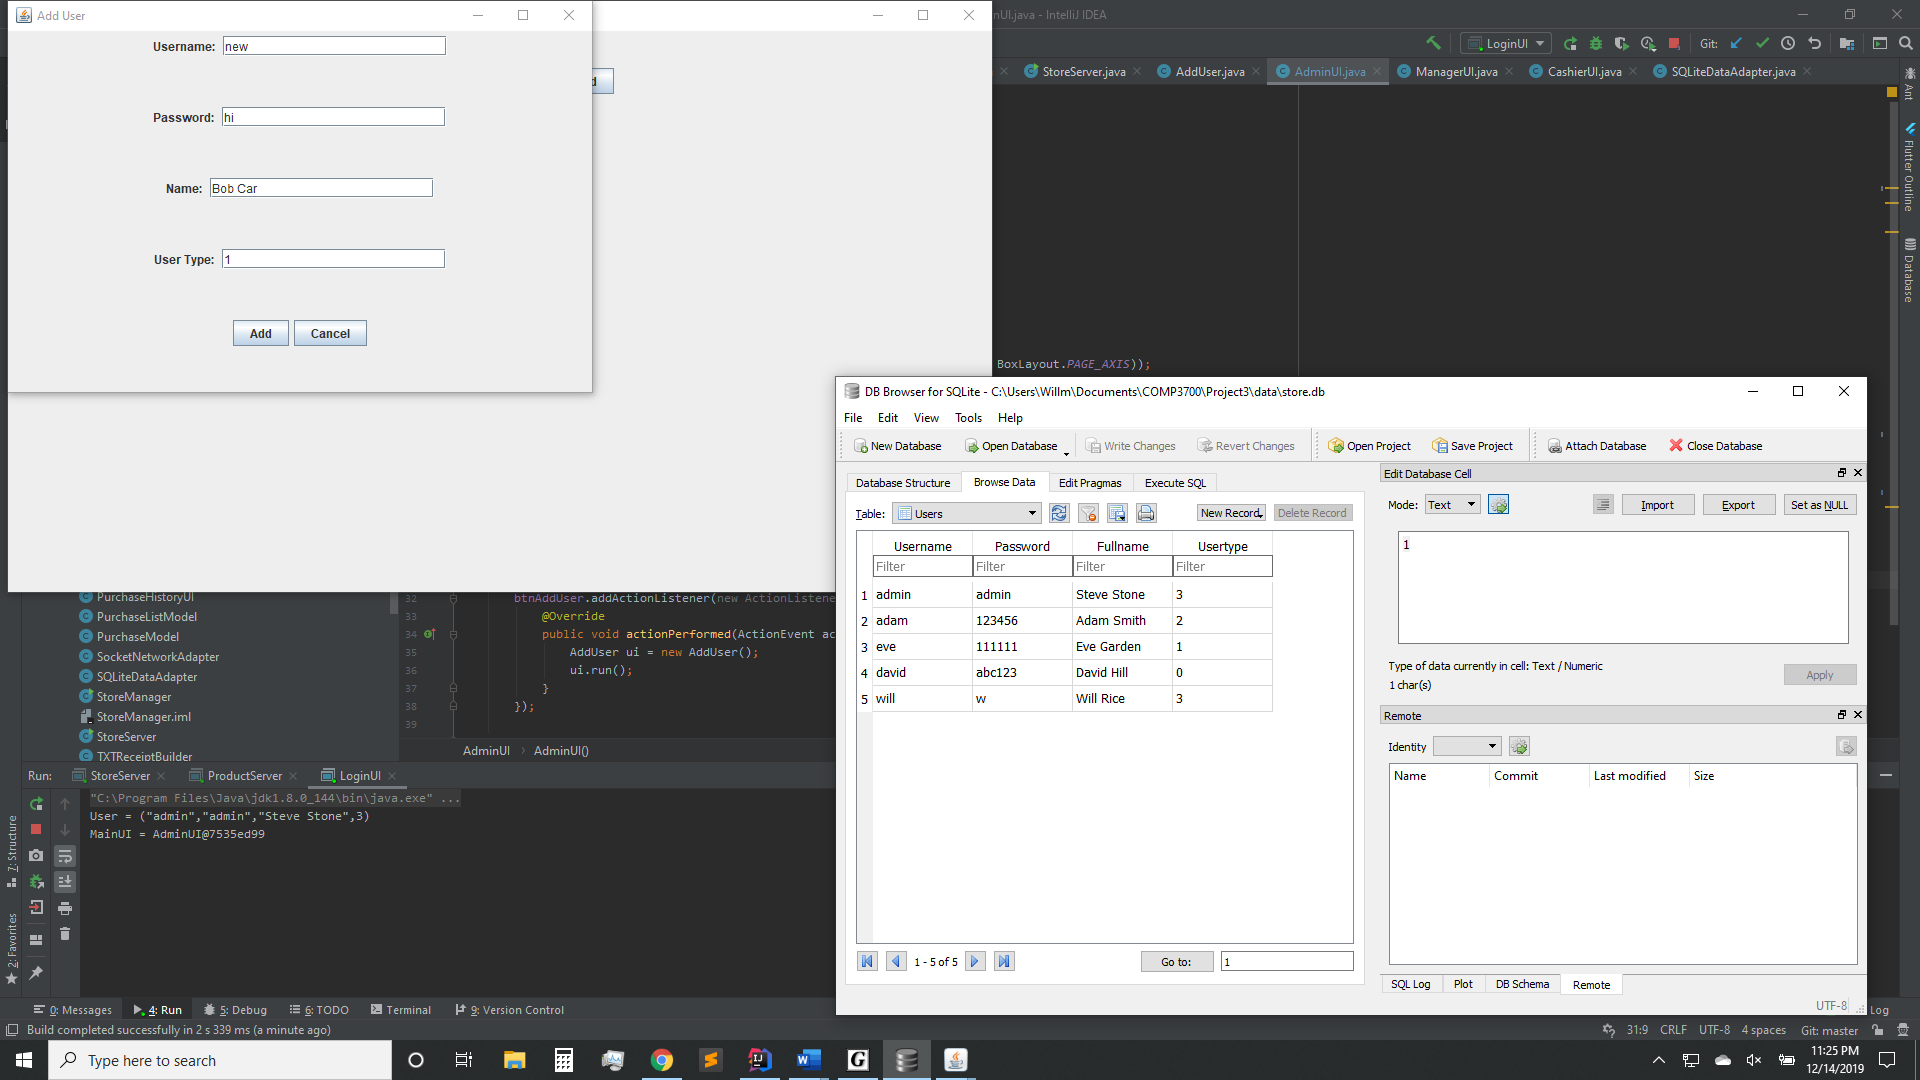 Add User
Username: new
Password: hi
Name: Bob Car
User Type: 1
Add Cancel
nUI.java - IntelliJ IDEA
LoginUI
Git:
StoreServer.java
AddUser.java
AdminUI.java
ManagerUI.java
CashierUI.java
SQLiteDataAdapter.java
Ant
Flutter Outline
Database
BoxLayout.PAGE_AXIS));
DB Browser for SQLite - C:\Users\Willm\Documents\COMP3700\Project3\data\store.db
File Edit View Tools Help
New Database Open Database Write Changes Revert Changes Open Project Save Project Attach Database Close Database
Database Structure Browse Data Edit Pragmas Execute SQL
Table: Users New Record Delete Record
Username Password Fullname Usertype
Filter Filter Filter Filter
1 admin admin Steve Stone 3
2 adam 123456 Adam Smith 2
3 eve 111111 Eve Garden 1
4 david abc123 David Hill 0
5 will w Will Rice 3
1 - 5 of 5 Go to: 1
Edit Database Cell
Mode: Text Import Export Set as NULL
1
Type of data currently in cell: Text / Numeric
1 char(s)
Apply
Remote
Identity
Name Commit Last modified Size
SQL Log Plot DB Schema Remote
UTF-8
PurchaseHistoryUI
PurchaseListModel
PurchaseModel
SocketNetworkAdapter
SQLiteDataAdapter
StoreManager
StoreManager.iml
StoreServer
TXTReceiptBuilder
32 btnAddUser.addActionListener(new ActionListene
33 @Override
34 public void actionPerformed(ActionEvent ac
35 AddUser ui = new AddUser();
36 ui.run();
37 }
38 });
39
AdminUI AdminUI()
Run: StoreServer ProductServer LoginUI
"C:\Program Files\Java\jdk1.8.0_144\bin\java.exe" ...
User = ("admin","admin","Steve Stone",3)
MainUI = AdminUI@7535ed99
7: Structure
2: Favorites
0: Messages 4: Run 5: Debug 6: TODO Terminal 9: Version Control
Log
Build completed successfully in 2 s 339 ms (a minute ago)
31:9 CRLF UTF-8 4 spaces Git: master
Type here to search
11:25 PM
12/14/2019